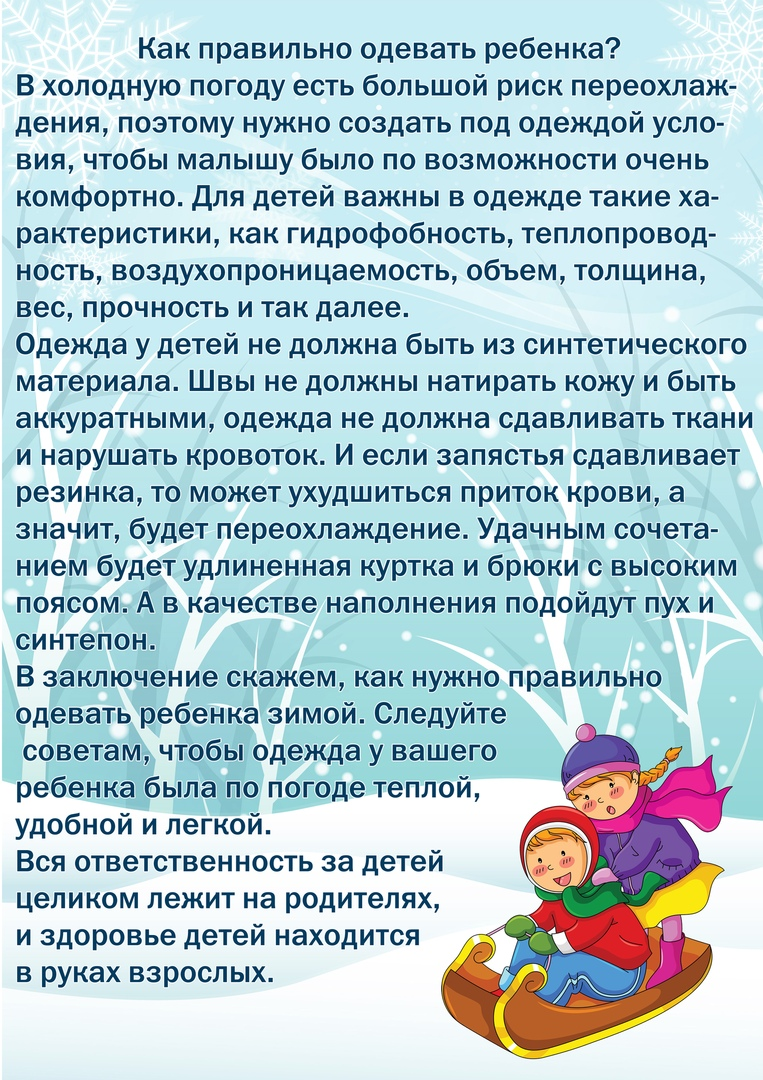 Как правильно одевать ребенка?
В холодную погоду есть большой риск переохлаж-
дения, поэтому нужно создать под одеждой усло-
вия, чтобы малышу было по возможности очень
комфортно. Для детей важны в одежде такие ха-
рактеристики, как гидрофобность, теплопровод-
ность, воздухопроницаемость, объем, толщина,
вес, прочность и так далее.
Одежда у детей не должна быть из синтетического
материала. Швы не должны натирать кожу и быть
аккуратными, одежда не должна сдавливать ткани
и нарушать кровоток. И если запястья сдавливает
резинка, то может ухудшиться приток крови, а
значит, будет переохлаждение. Удачным сочета-
нием будет удлиненная куртка и брюки с высоким
поясом. А в качестве наполнения подойдут пух и
синтепон.
В заключение скажем, как нужно правильно
одевать ребенка зимой. Следуйте
советам, чтобы одежда у вашего
ребенка была по погоде теплой,
удобной и легкой.
Вся ответственность за детей
целиком лежит на родителях,
и здоровье детей находится
в руках взрослых.